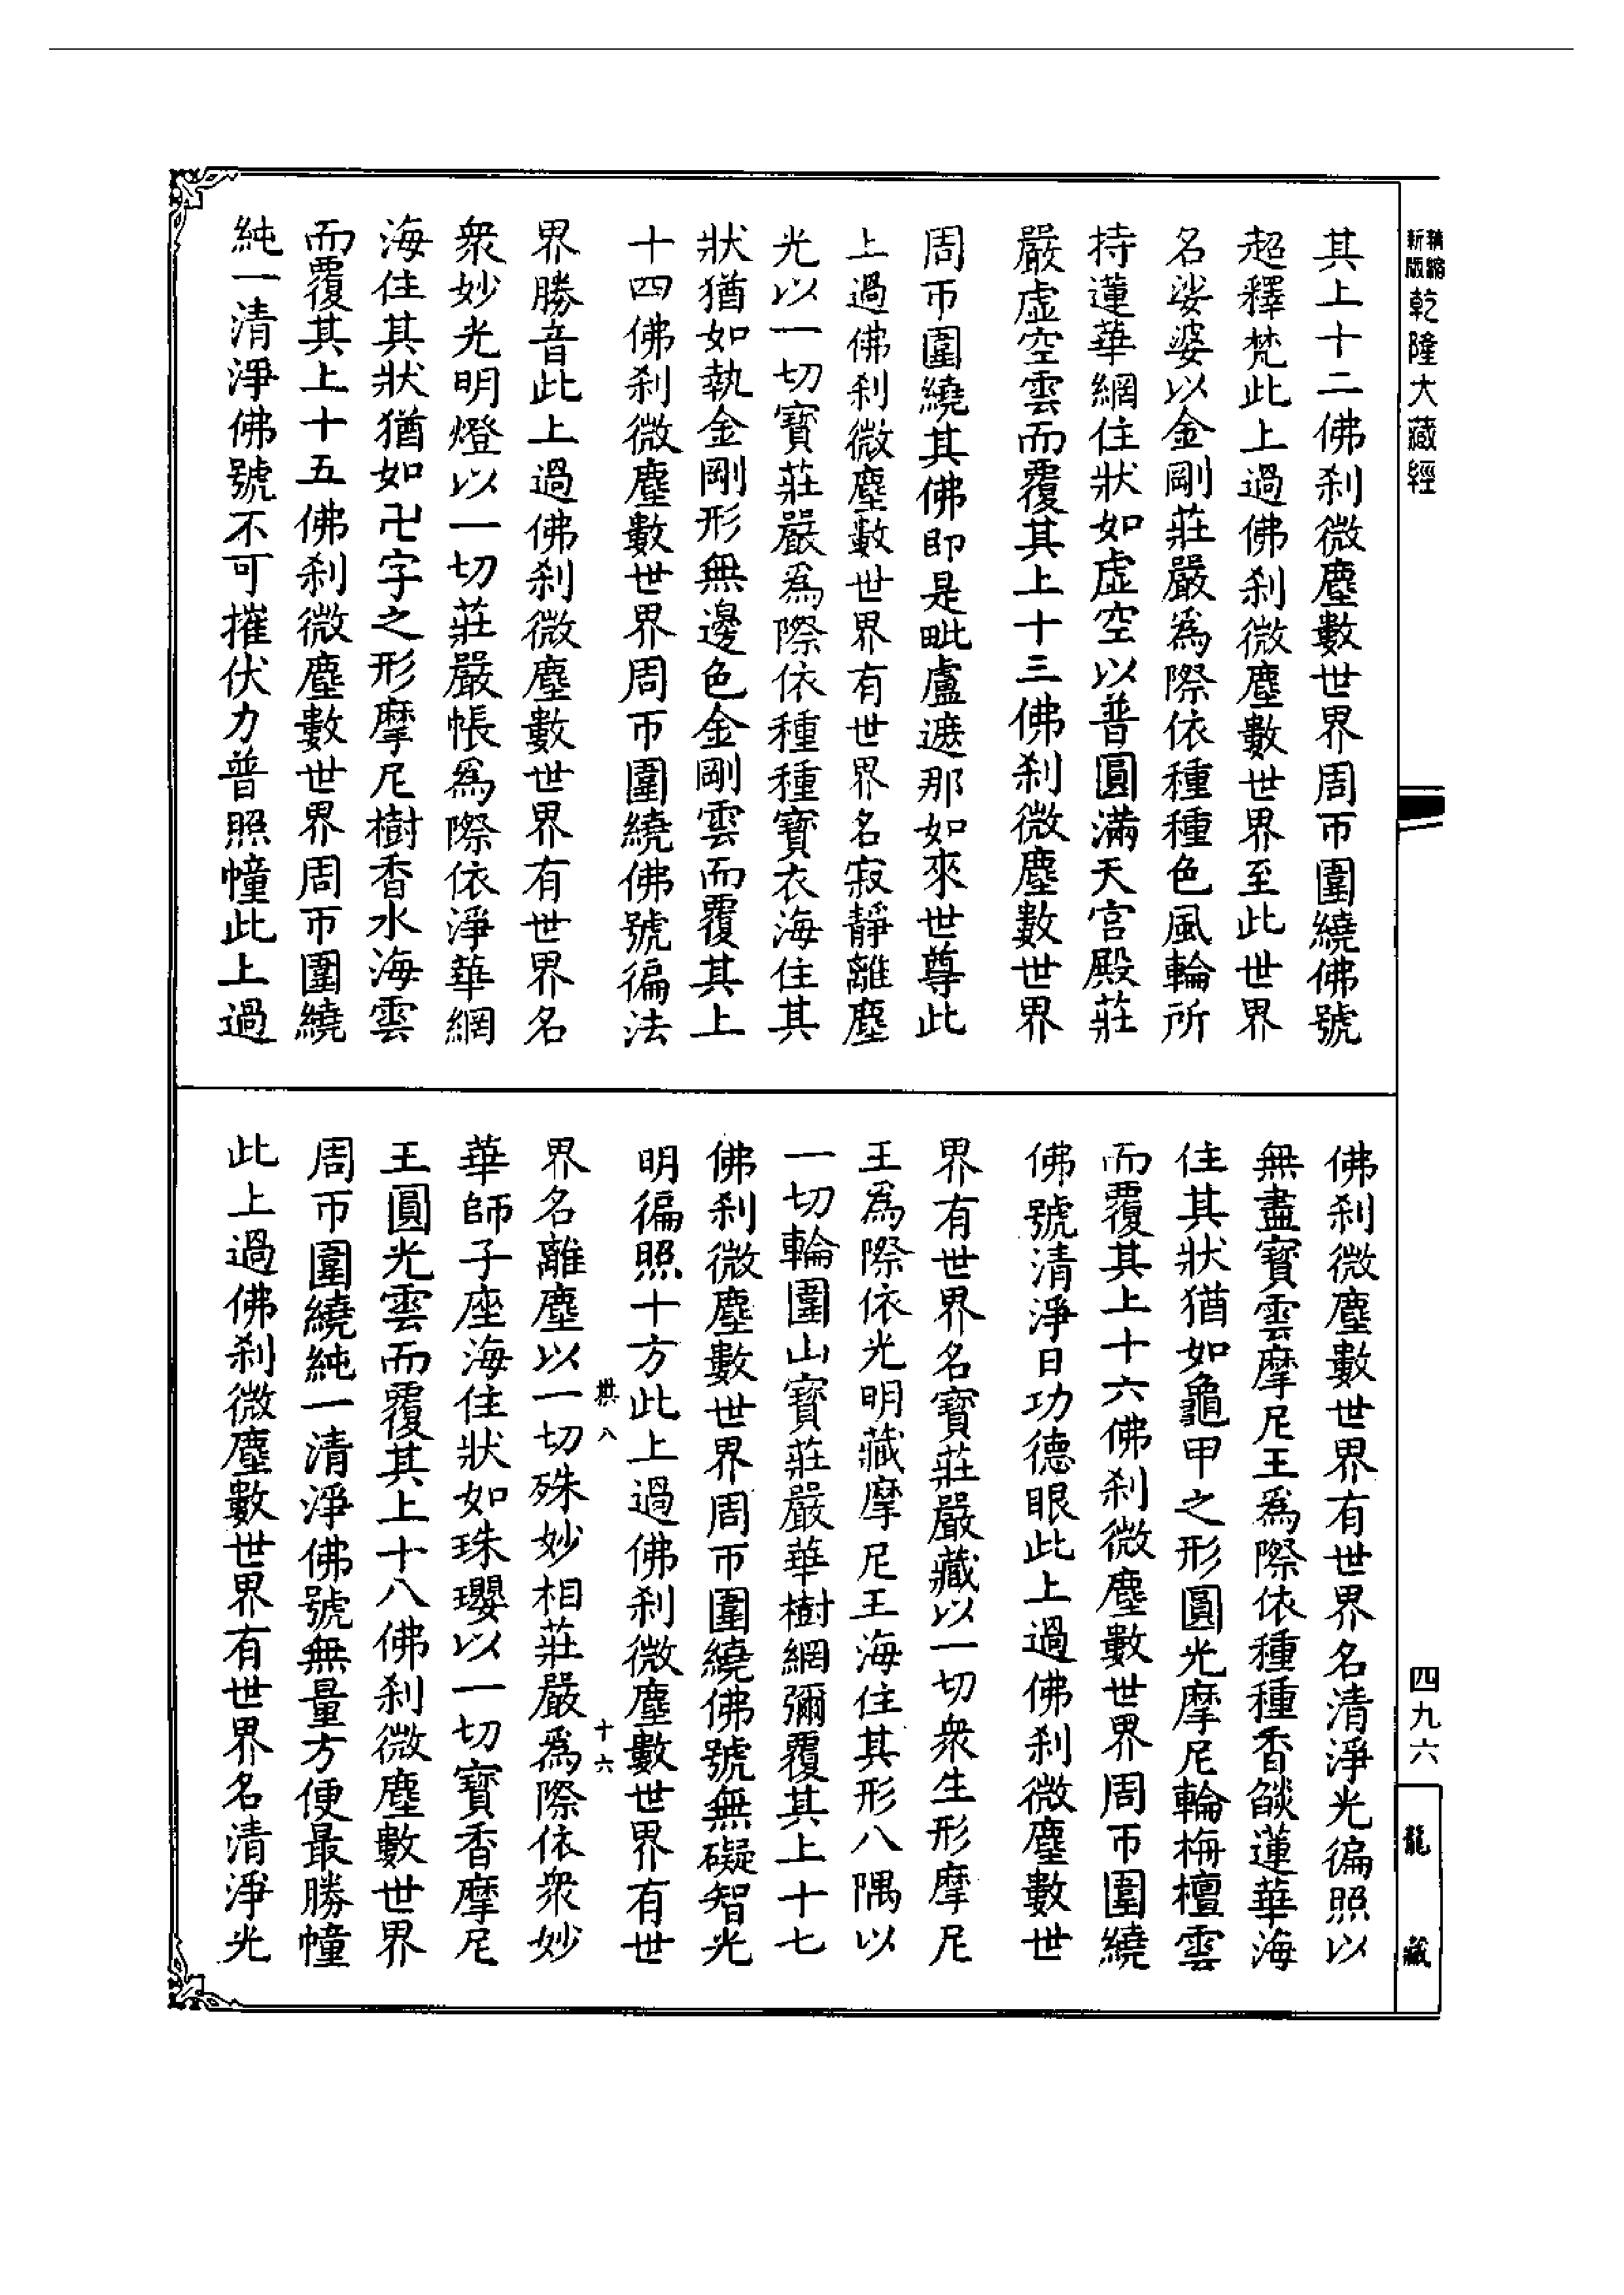 新版精縮乾隆大藏經
其上十二佛刹微塵數世界周帀圍繞佛號
超釋梵此上過佛刹微塵數世界至此世界
名娑婆以金剛莊嚴爲際依種種色風輪所
持蓮華網住狀如虛空以普圓滿天宮殿莊
嚴虛空雲而覆其上十三佛刹微塵數世界
周帀圍繞其佛即是毗盧遮那如來世尊此
上過佛刹微塵數世界有世界名寂靜離塵
光以一切寶莊嚴爲際依種種寶衣海住其
狀猶如執金剛形無邊色金剛雲而覆其上
十四佛刹微塵數世界周帀圍繞佛號徧法
界勝音此上過佛刹微塵數世界有世界名
衆妙光明燈以一切莊嚴帳爲際依淨華網
海住其狀猶如卍字之形摩尼樹香水海雲
而覆其上十五佛刹微塵數世界周帀圍繞
純一清淨佛號不可摧伏力普照幢此上過
佛刹微塵數世界有世界名清淨光徧照以
無盡寶雲摩尼王爲際依種種香燄蓮華海
住其狀猶如龜甲之形圓光摩尼輪栴檀雲
而覆其上十六佛刹微塵數世界周帀圍繞
佛號清淨日功德眼此上過佛刹微塵數世
界有世界名寶莊嚴藏以一切衆生形摩尼
王爲際依光明藏摩尼王海住其形八隅以
一切輪圍山寶莊嚴華樹網彌覆其上十七
佛刹微塵數世界周帀圍繞佛號無礙智光
明徧照十方此上過佛刹微塵數世界有世
八 十六
界名離塵以一切殊妙相莊嚴爲際依衆妙
華師子座海住狀如珠瓔以一切寶香摩尼
王圓光雲而覆其上十八佛刹微塵數世界
周帀圍繞純一清淨佛號無量方便最勝幢
此上過佛刹微塵數世界有世界名清淨光
四九六
龍藏